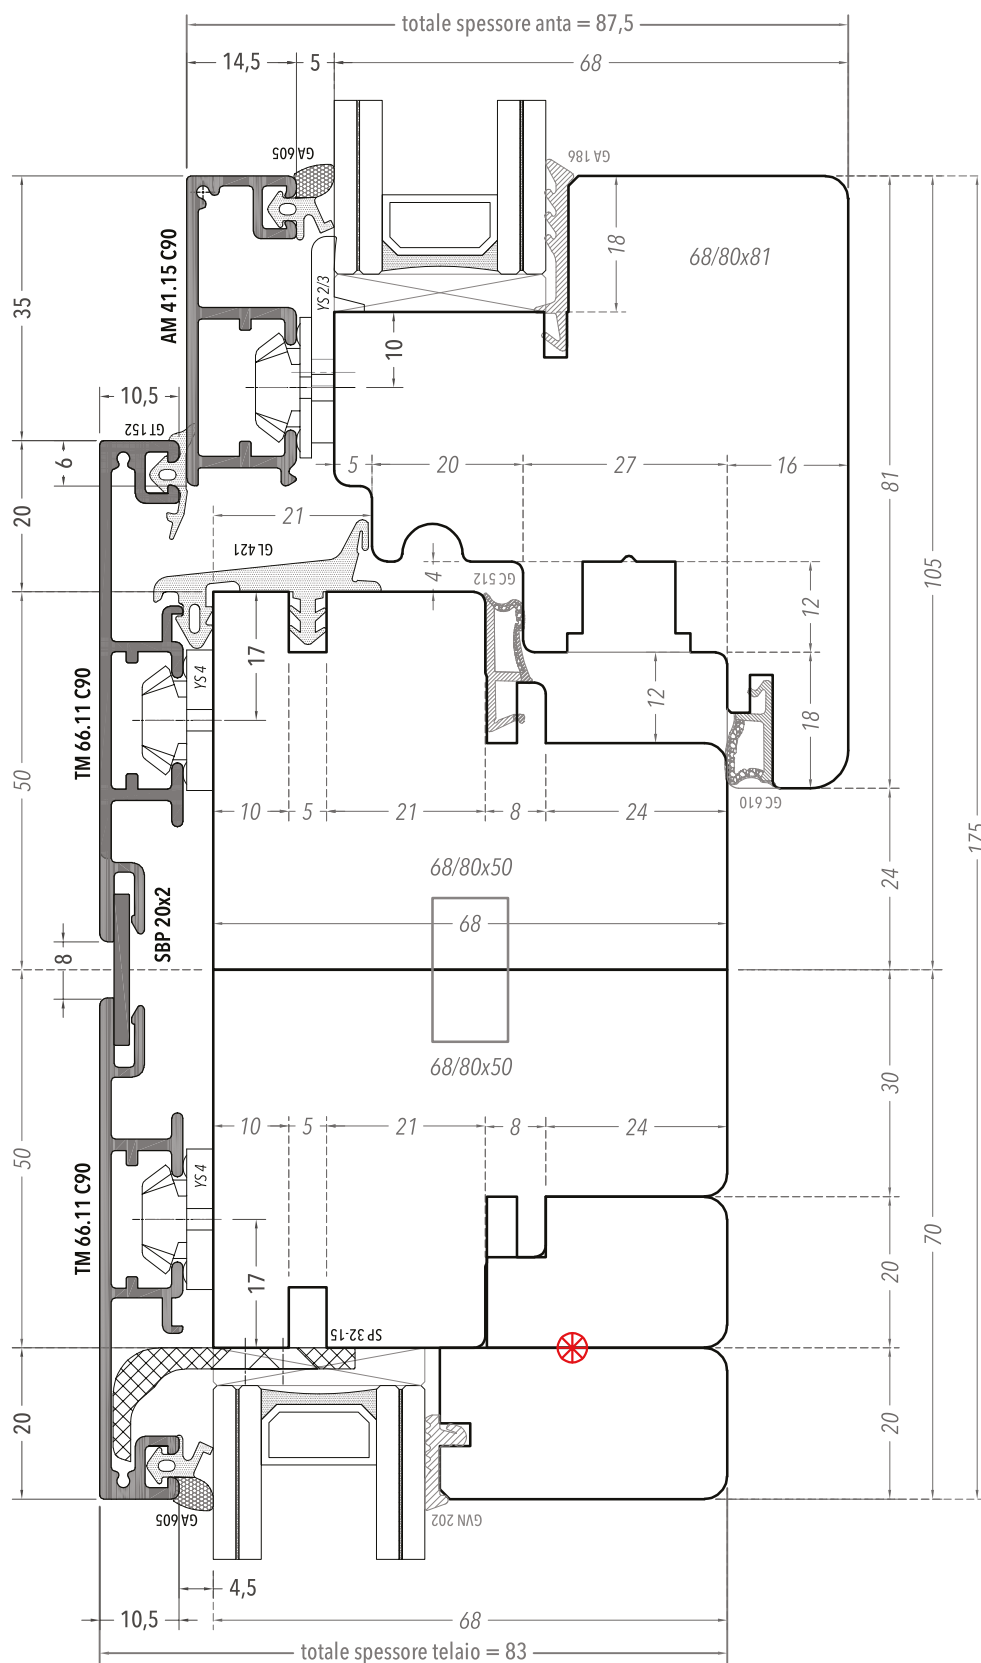 totale spessore anta = 87,5
14,5
5
68
GA 605
GA 186
AM 41.15 C90
YS 2/3
18
68/80x81
35
10
10,5
GT 152
6
20
5
20
27
16
81
21
GL 421
4
GC 512
12
105
17
YS 4
TM 66.11 C90
12
18
50
GC 610
10
5
21
8
24
175
68/80x50
24
SBP 20x2
68
8
68/80x50
30
10
5
21
8
24
50
YS 4
TM 66.11 C90
70
17
20
SP 32-15
20
20
GA 605
GVN 202
4,5
10,5
68
totale spessore telaio = 83